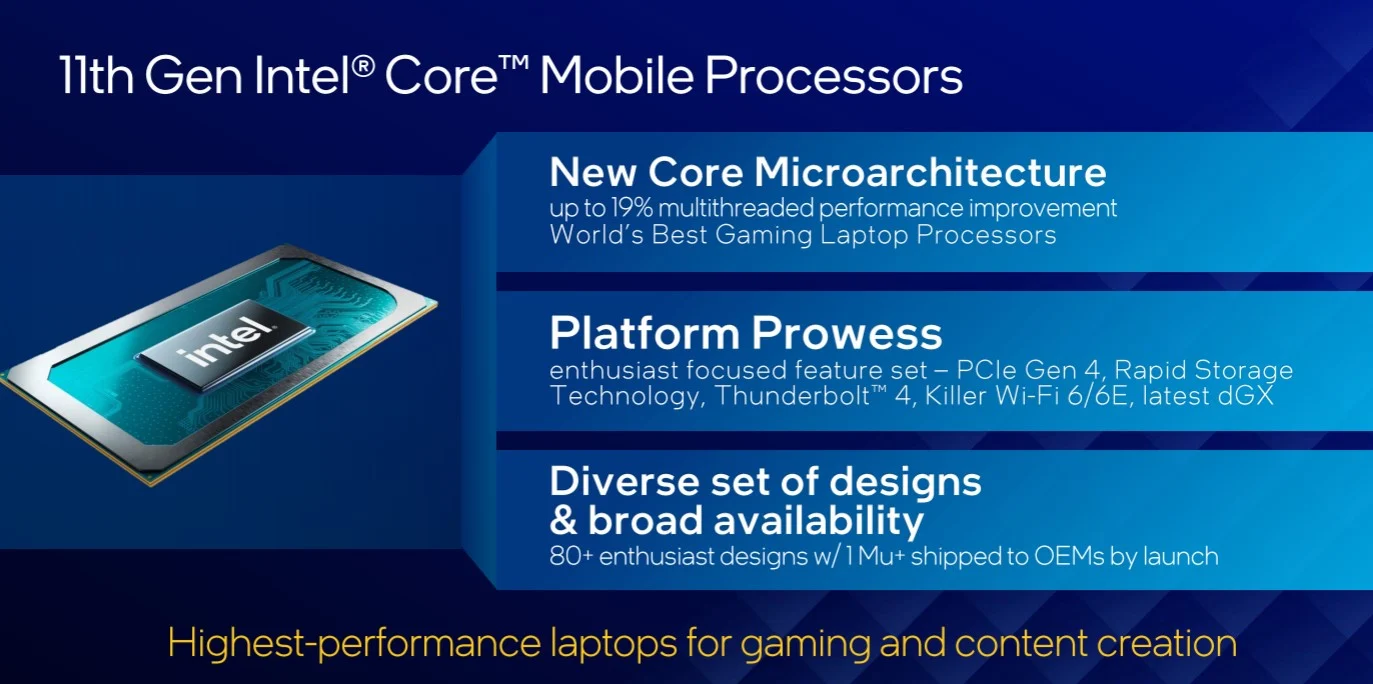 11th Gen Intel® Core™ Mobile Processors
New Core Microarchitecture
up to 19% multithreaded performance improvement
World's Best Gaming Laptop Processors
intel®
Platform Prowess
enthusiast focused feature set – PCIe Gen 4, Rapid Storage
Technology, Thunderbolt™ 4, Killer Wi-Fi 6/6E, latest dGX
Diverse set of designs
& broad availability
80+ enthusiast designs w/ 1 Mu+ shipped to OEMs by launch
Highest-performance laptops for gaming and content creation